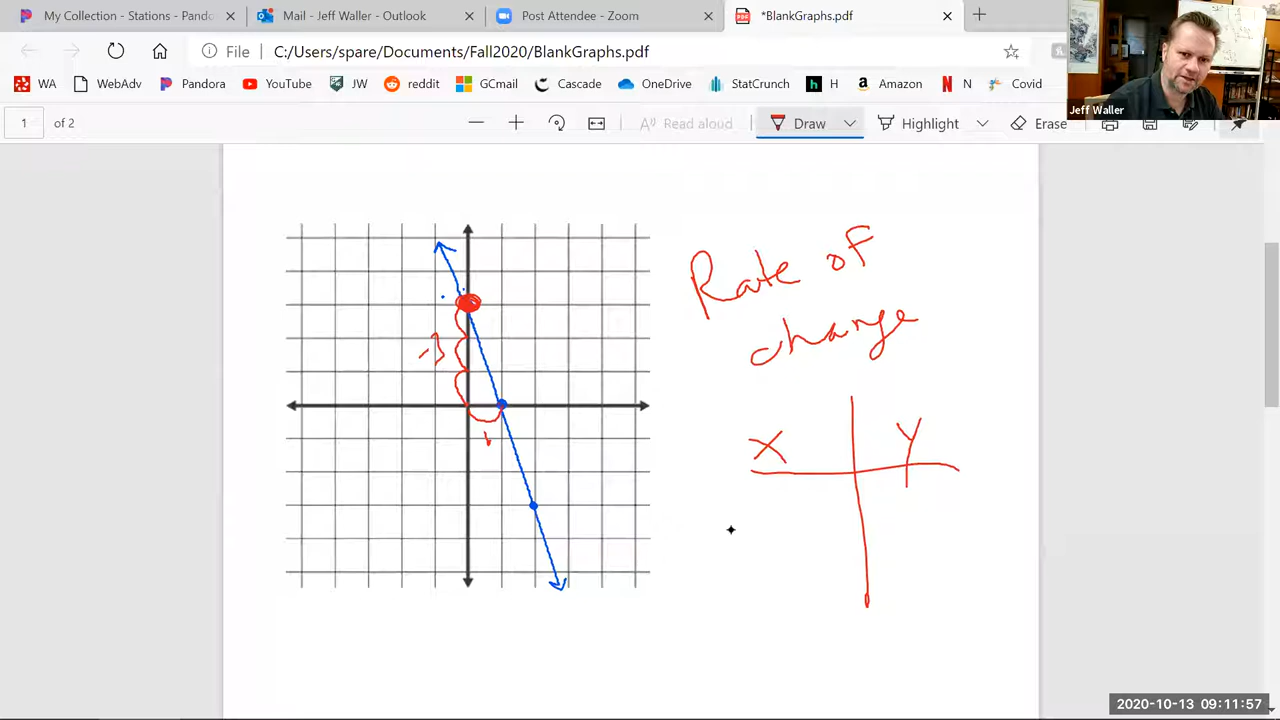 My Collection - Stations - Pando
Mail - Jeff Waller - Outlook
Post Attendee - Zoom
*BlankGraphs.pdf
File
C:/Users/spare/Documents/Fall2020/BlankGraphs.pdf
WA
WebAdv
Pandora
YouTube
JW
reddit
GCmail
Cascade
OneDrive
StatCrunch
H
Amazon
N
Covid
Jeff Waller
1
of 2
Read aloud
Draw
Highlight
Erase
Rate of
change
-3
1
X Y
2020-10-13 09:11:57